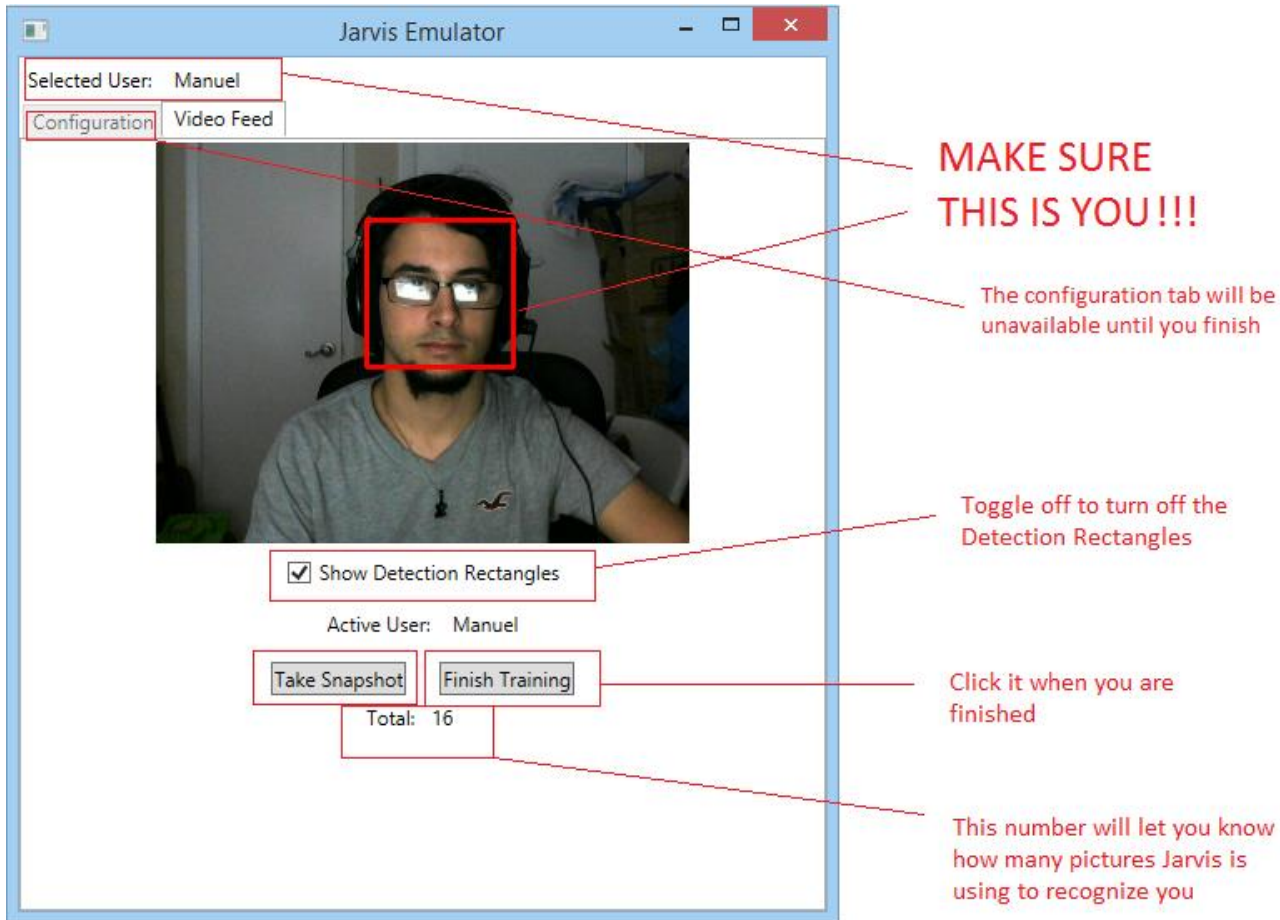 Jarvis Emulator
Selected User: Manuel
Configuration Video Feed
MAKE SURE
THIS IS YOU!!!
The configuration tab will be
unavailable until you finish
Toggle off to turn off the
Detection Rectangles
Show Detection Rectangles
Active User: Manuel
Take Snapshot Finish Training
Click it when you are
finished
Total: 16
This number will let you know
how many pictures Jarvis is
using to recognize you